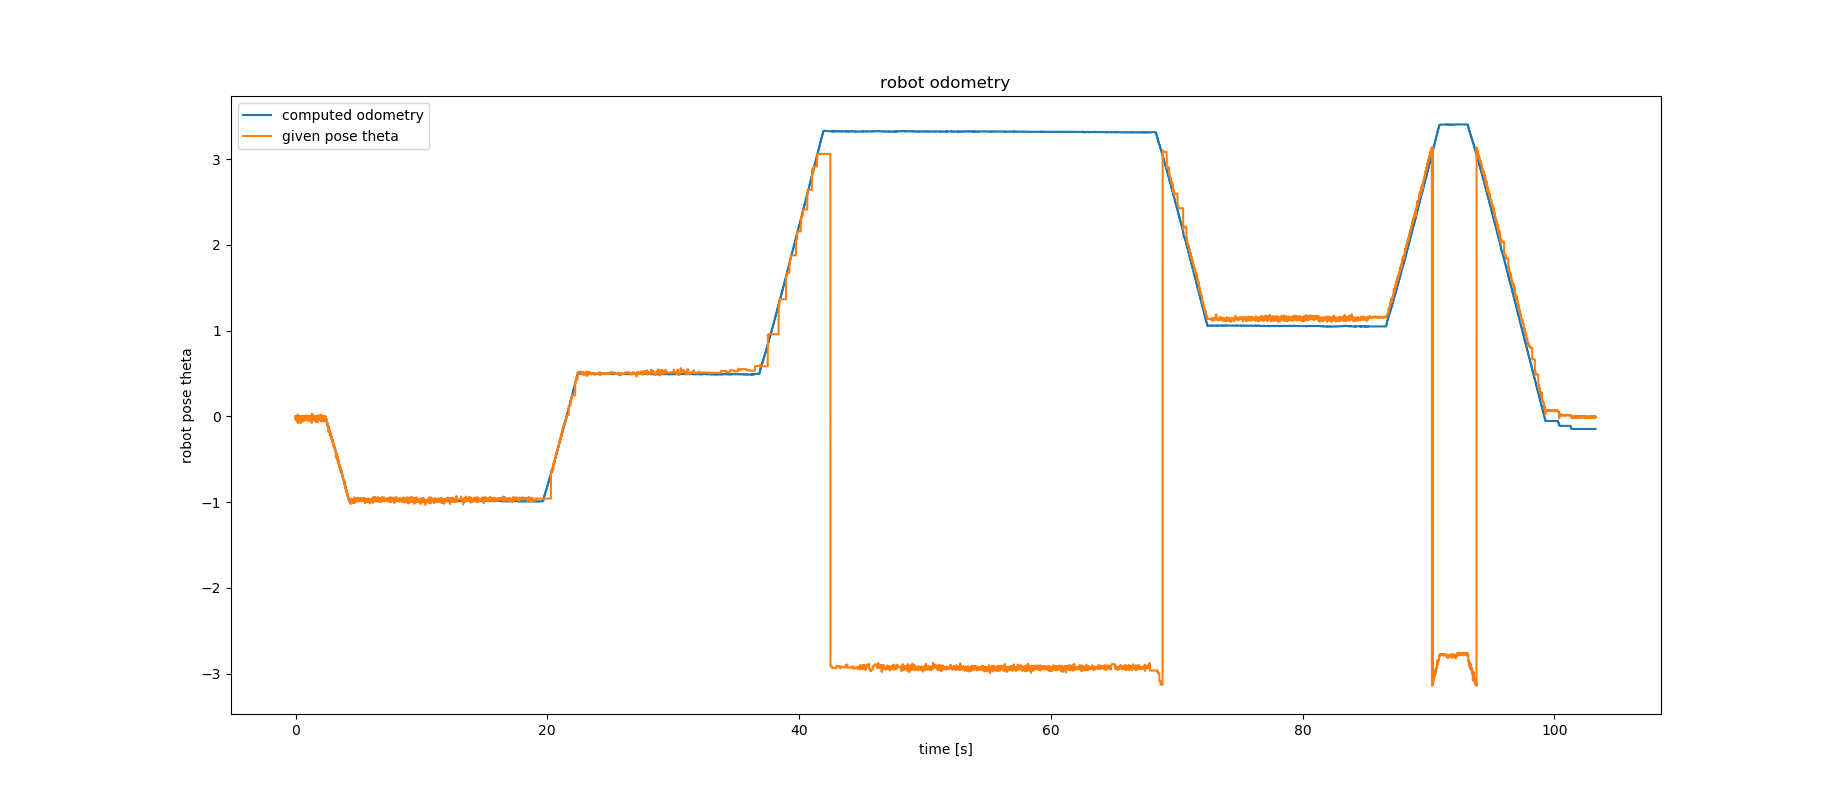 robot odometry
computed odometry
given pose theta
robot pose theta
3
2
1
0
−1
−2
−3
0
20
40
60
80
100
time [s]